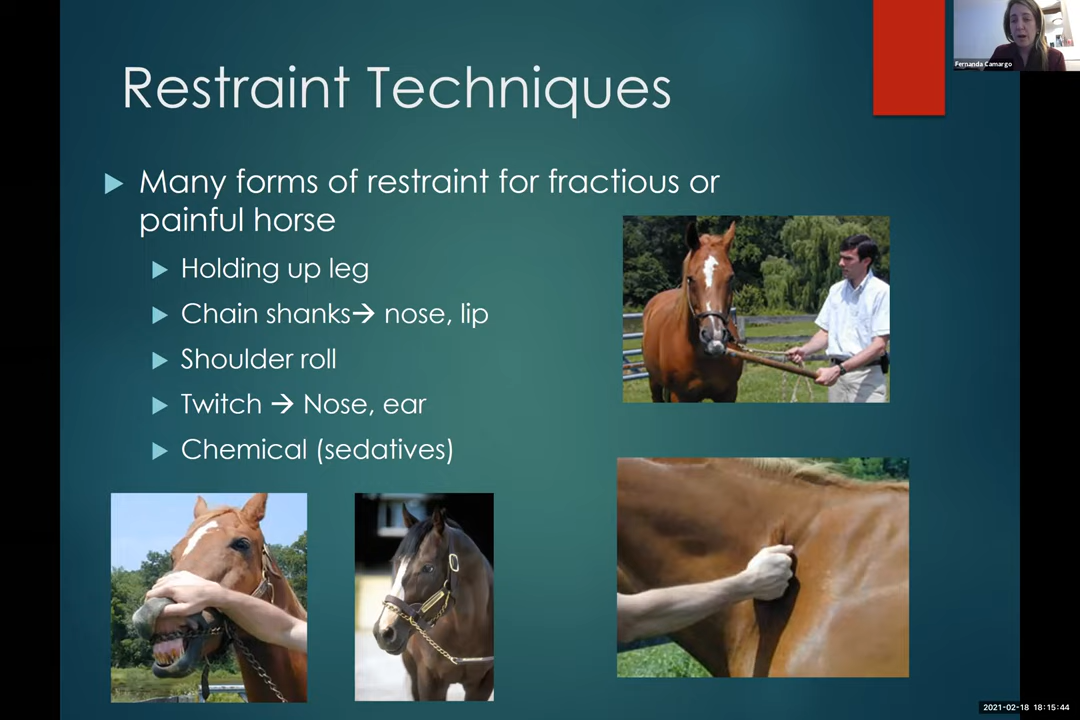 Fernanda Camargo
Restraint Techniques
Many forms of restraint for fractious or
painful horse
Holding up leg
Chain shanks→ nose, lip
Shoulder roll
Twitch → Nose, ear
Chemical (sedatives)
2021-02-18 18:15:44